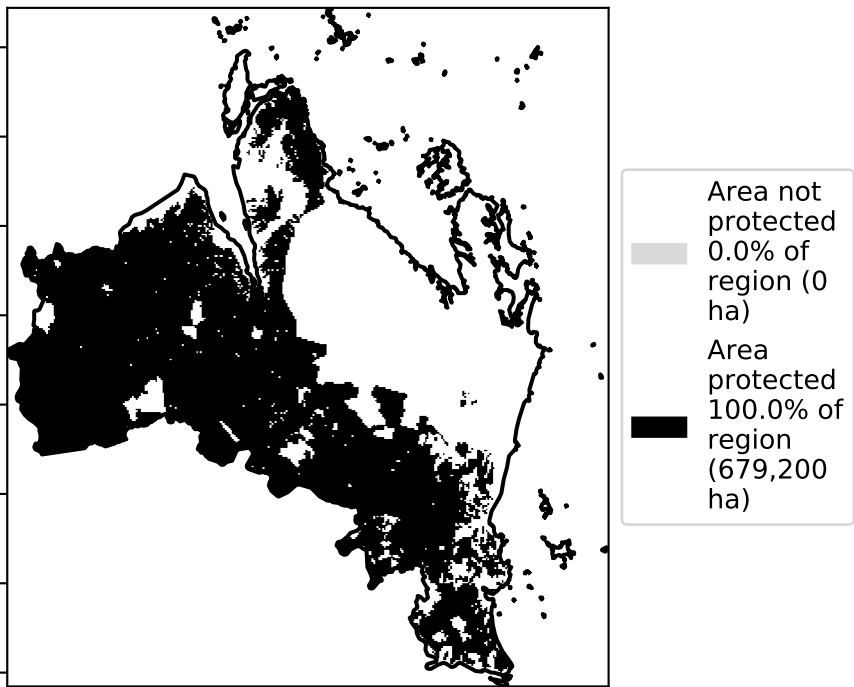 Area not
protected
0.0% of
region (0
ha)
Area
protected
100.0% of
region
(679,200
ha)